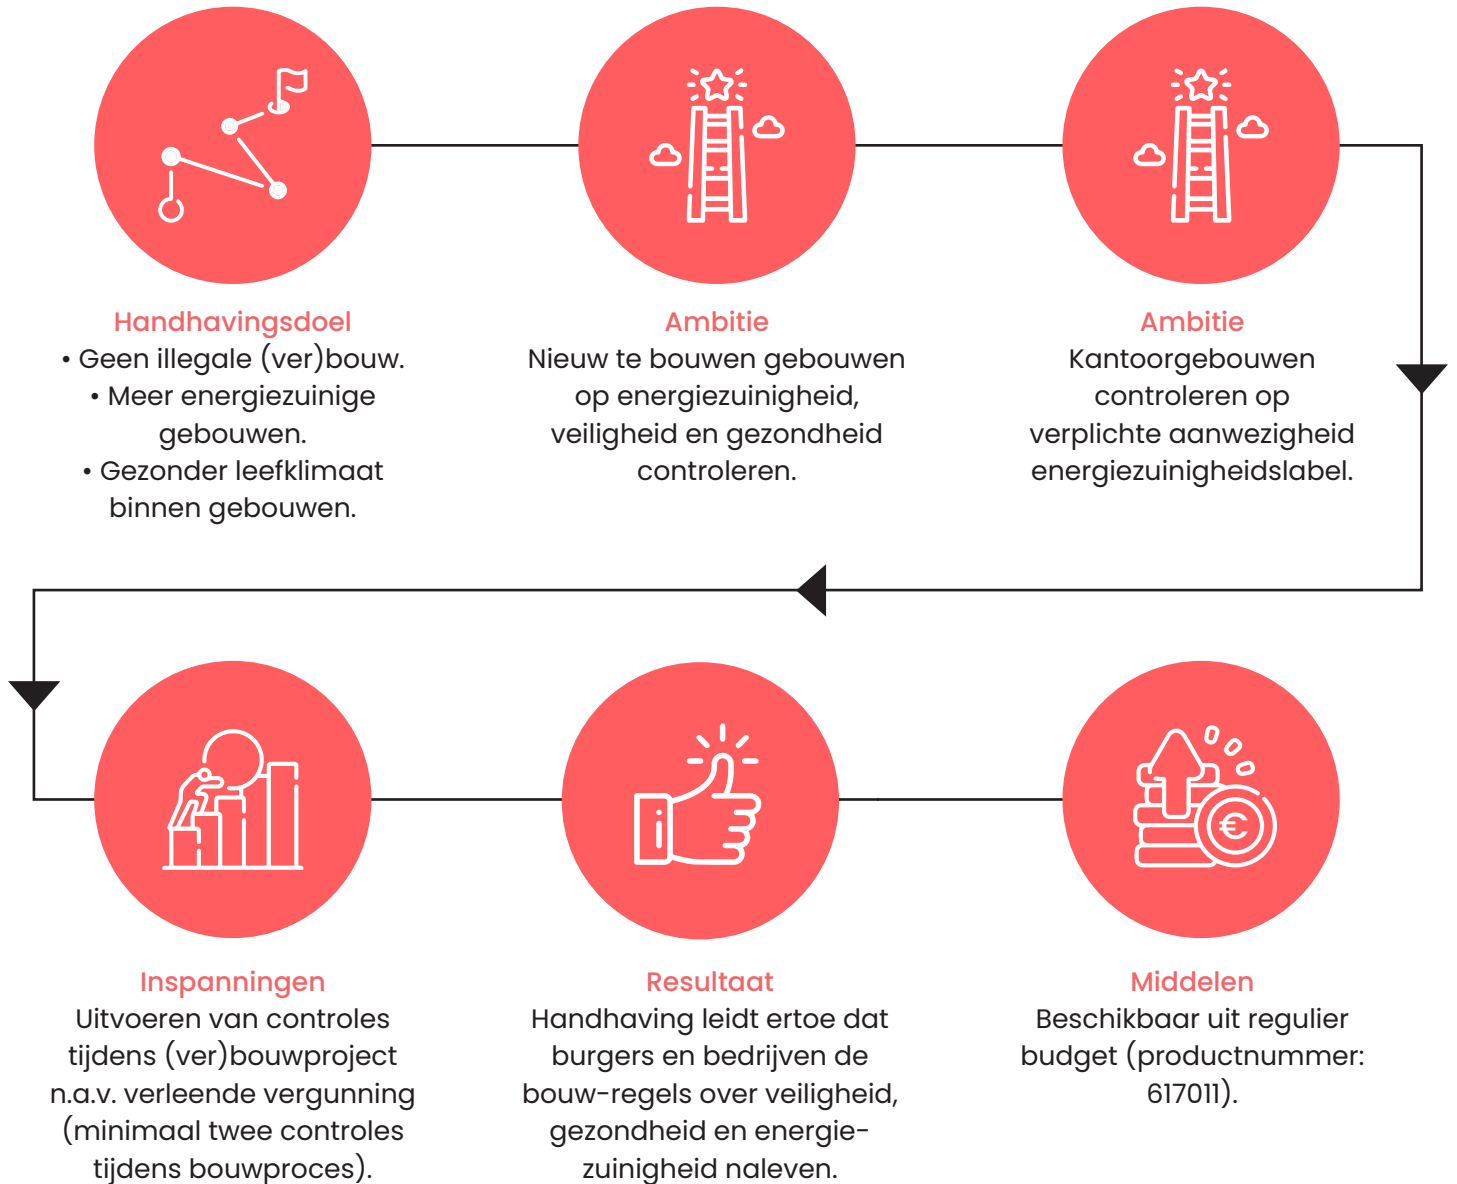 Handhavingsdoel
• Geen illegale (ver)bouw.
• Meer energiezuinige
gebouwen.
• Gezonder leefklimaat
binnen gebouwen.
Ambitie
Nieuw te bouwen gebouwen
op energiezuinigheid,
veiligheid en gezondheid
controleren.
Ambitie
Kantoorgebouwen
controleren op
verplichte aanwezigheid
energiezuinigheidslabel.
Inspanningen
Uitvoeren van controles
tijdens (ver)bouwproject
n.a.v. verleende vergunning
(minimaal twee controles
tijdens bouwproces).
Resultaat
Handhaving leidt ertoe dat
burgers en bedrijven de
bouw-regels over veiligheid,
gezondheid en energie-
zuinigheid naleven.
Middelen
Beschikbaar uit regulier
budget (productnummer:
617011).
€